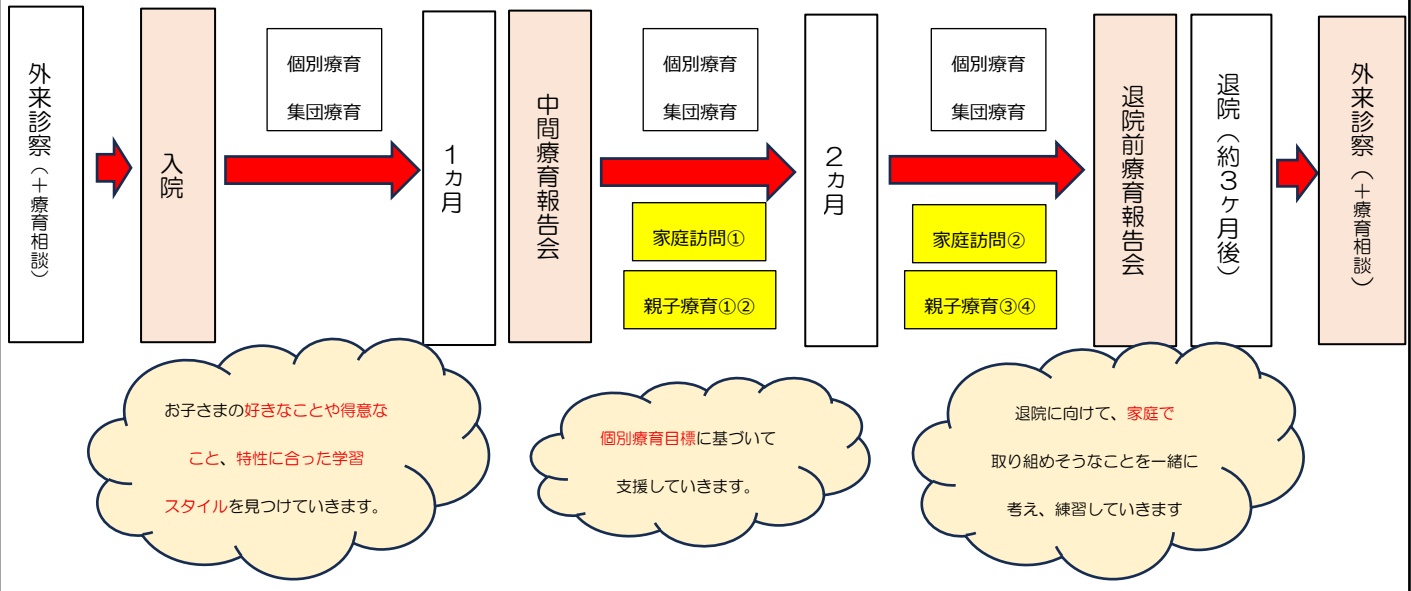 外来診察（＋療育相談）
入院
個別療育
集団療育
1ヵ月
中間療育報告会
個別療育
集団療育
家庭訪問①
親子療育①②
2ヵ月
個別療育
集団療育
家庭訪問②
親子療育③④
退院前療育報告会
退院（約3ヶ月後）
外来診察（＋療育相談）
お子さまの好きなことや得意な
こと、特性に合った学習
スタイルを見つけていきます。
個別療育目標に基づいて
支援していきます。
退院に向けて、家庭で
取り組めそうなことを一緒に
考え、練習していきます